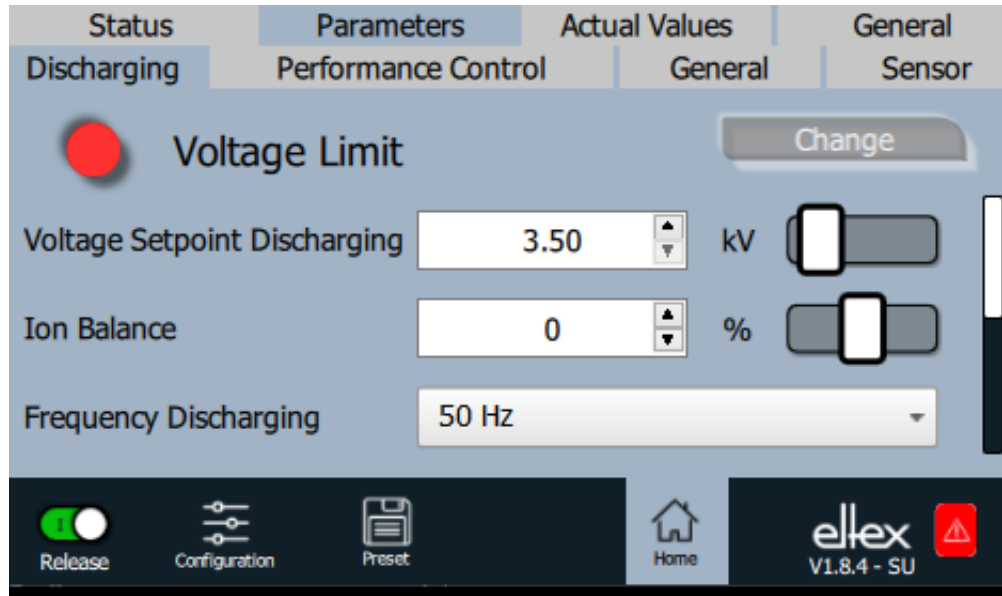 Status Parameters Actual Values General
Discharging Performance Control General Sensor
Voltage Limit Change
Voltage Setpoint Discharging 3.50 kV
Ion Balance 0 %
Frequency Discharging 50 Hz
I
Release Configuration Preset Home eltex
V1.8.4 - SU